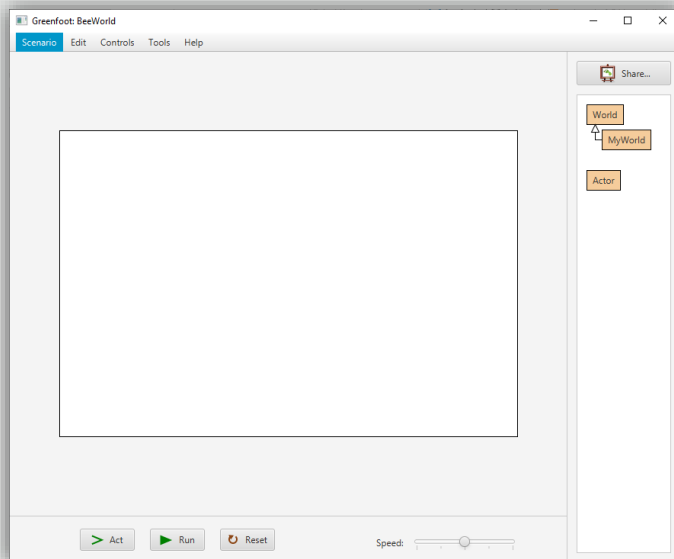 Greenfoot: BeeWorld
Scenario Edit Controls Tools Help
Share...
World
MyWorld
Actor
Act Run Reset Speed: